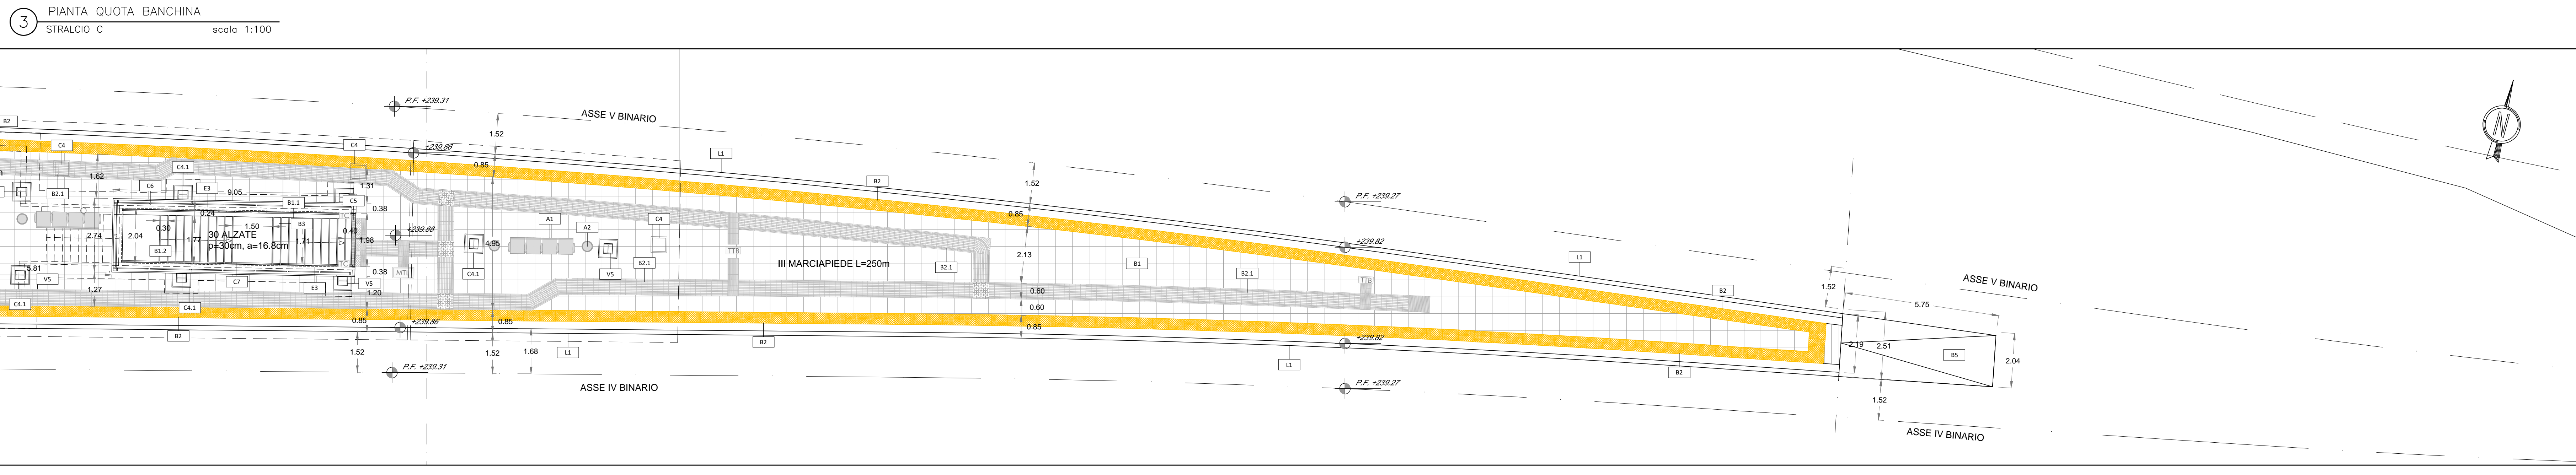 3
PIANTA QUOTA BANCHINA
STRALCIO C
scala 1:100
P.F. +239.31
ASSE V BINARIO
1.52
B2
C4
C4
+239.86
L1
0.85
C4.1
1.62
B2.1
C6
E3
9.05
1.31
B2
1.52
P.F. +239.27
B1.1
C5
0.38
0.24
0.85
0.30
1.50
B3
0.40
+239.88
A1
A2
C4
2.74
2.04
1.77
30 ALZATE
p=30cm, a=16.8cm
1.71
1.98
4.95
B1.2
TC
TC
TTB
+239.82
2.13
L1
5.81
V5
C7
E3
0.38
V5
MTL
C4.1
V5
B2.1
III MARCIAPIEDE L=250m
B2.1
B1
B2.1
TTB
ASSE V BINARIO
1.52
5.75
1.27
C4.1
C4.1
1.20
0.60
0.60
B2
0.85
+239.86
0.85
0.85
B2
B2
1.52
1.52
1.68
L1
B2
+239.82
2.19
2.51
B5
2.04
P.F. +239.31
L1
ASSE IV BINARIO
P.F. +239.27
B2
1.52
ASSE IV BINARIO
N